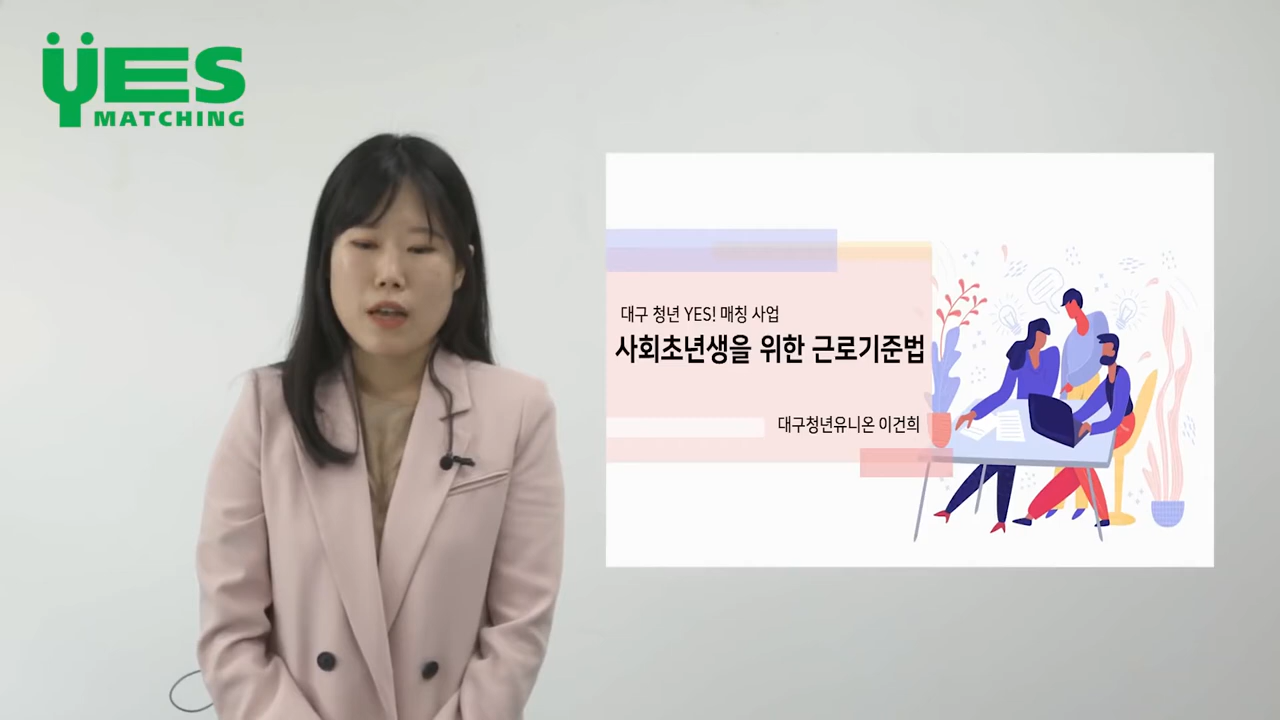 YES
MATCHING
대구 청년 YES! 매칭 사업
사회초년생을 위한 근로기준법
대구청년유니온 이건희